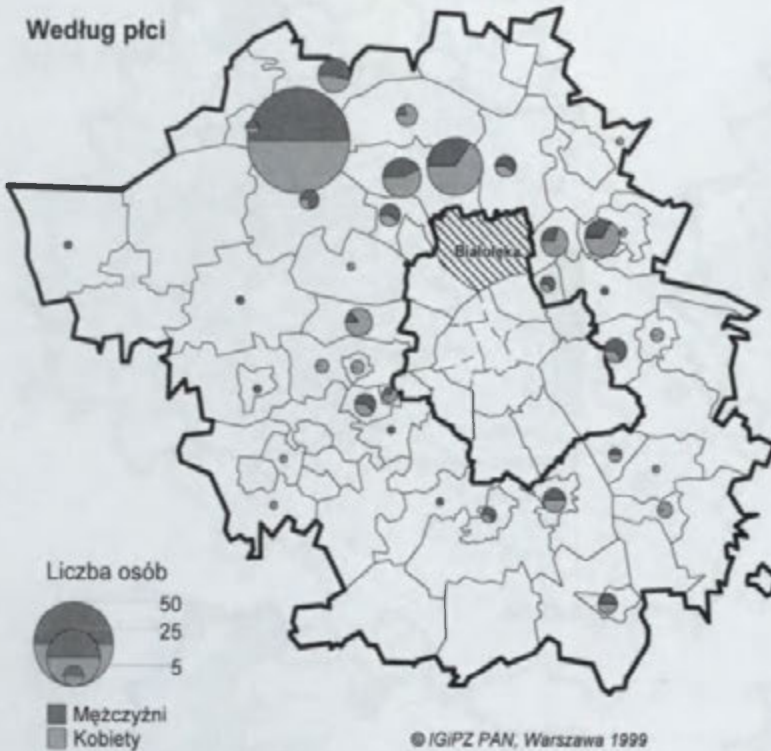 Według płci
Białołęka
Liczba osób
50
25
5
Mężczyźni
Kobiety
© IGiPZ PAN, Warszawa 1999